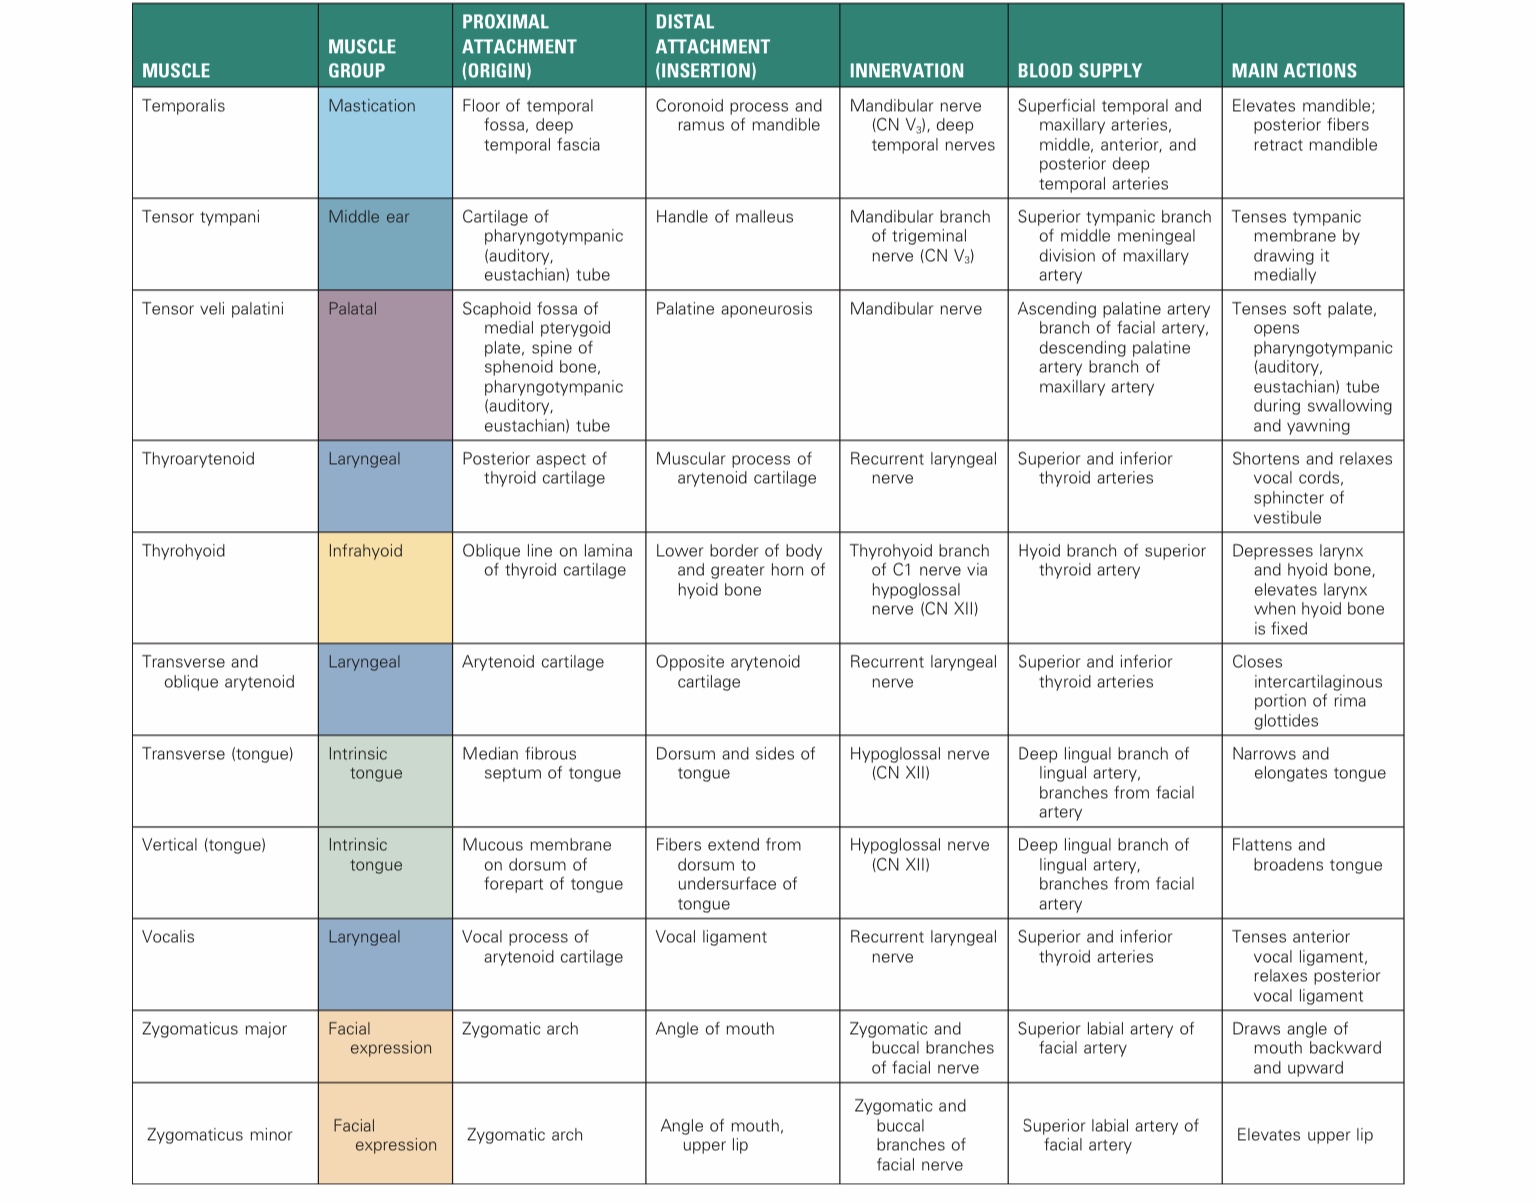 MUSCLE
MUSCLE
GROUP
PROXIMAL
ATTACHMENT
(ORIGIN)
DISTAL
ATTACHMENT
(INSERTION)
INNERVATION
BLOOD SUPPLY
MAIN ACTIONS
Temporalis
Mastication
Floor of temporal
fossa, deep
temporal fascia
Coronoid process and
ramus of mandible
Mandibular nerve
(CN V₃), deep
temporal nerves
Superficial temporal and
maxillary arteries,
middle, anterior, and
posterior deep
temporal arteries
Elevates mandible;
posterior fibers
retract mandible
Tensor tympani
Middle ear
Cartilage of
pharyngotympanic
(auditory,
eustachian) tube
Handle of malleus
Mandibular branch
of trigeminal
nerve (CN V₃)
Superior tympanic branch
of middle meningeal
division of maxillary
artery
Tenses tympanic
membrane by
drawing it
medially
Tensor veli palatini
Palatal
Scaphoid fossa of
medial pterygoid
plate, spine of
sphenoid bone,
pharyngotympanic
(auditory,
eustachian) tube
Palatine aponeurosis
Mandibular nerve
Ascending palatine artery
branch of facial artery,
descending palatine
artery branch of
maxillary artery
Tenses soft palate,
opens
pharyngotympanic
(auditory,
eustachian) tube
during swallowing
and yawning
Thyroarytenoid
Laryngeal
Posterior aspect of
thyroid cartilage
Muscular process of
arytenoid cartilage
Recurrent laryngeal
nerve
Superior and inferior
thyroid arteries
Shortens and relaxes
vocal cords,
sphincter of
vestibule
Thyrohyoid
Infrahyoid
Oblique line on lamina
of thyroid cartilage
Lower border of body
and greater horn of
hyoid bone
Thyrohyoid branch
of C1 nerve via
hypoglossal
nerve (CN XII)
Hyoid branch of superior
thyroid artery
Depresses larynx
and hyoid bone,
elevates larynx
when hyoid bone
is fixed
Transverse and
oblique arytenoid
Laryngeal
Arytenoid cartilage
Opposite arytenoid
cartilage
Recurrent laryngeal
nerve
Superior and inferior
thyroid arteries
Closes
intercartilaginous
portion of rima
glottides
Transverse (tongue)
Intrinsic
tongue
Median fibrous
septum of tongue
Dorsum and sides of
tongue
Hypoglossal nerve
(CN XII)
Deep lingual branch of
lingual artery,
branches from facial
artery
Narrows and
elongates tongue
Vertical (tongue)
Intrinsic
tongue
Mucous membrane
on dorsum of
forepart of tongue
Fibers extend from
dorsum to
undersurface of
tongue
Hypoglossal nerve
(CN XII)
Deep lingual branch of
lingual artery,
branches from facial
artery
Flattens and
broadens tongue
Vocalis
Laryngeal
Vocal process of
arytenoid cartilage
Vocal ligament
Recurrent laryngeal
nerve
Superior and inferior
thyroid arteries
Tenses anterior
vocal ligament,
relaxes posterior
vocal ligament
Zygomaticus major
Facial
expression
Zygomatic arch
Angle of mouth
Zygomatic and
buccal branches
of facial nerve
Superior labial artery of
facial artery
Draws angle of
mouth backward
and upward
Zygomaticus minor
Facial
expression
Zygomatic arch
Angle of mouth,
upper lip
Zygomatic and
buccal
branches of
facial nerve
Superior labial artery of
facial artery
Elevates upper lip